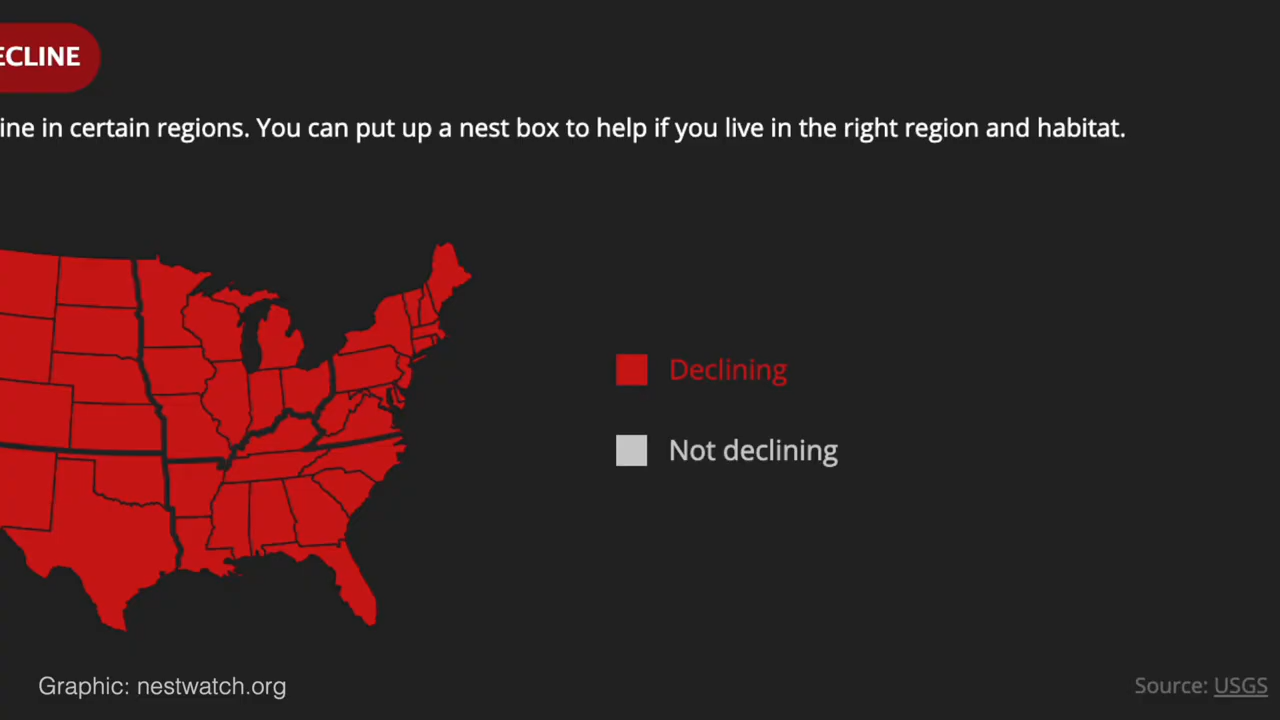 ECLINE
ine in certain regions. You can put up a nest box to help if you live in the right region and habitat.
Declining
Not declining
Graphic: nestwatch.org
Source: USGS